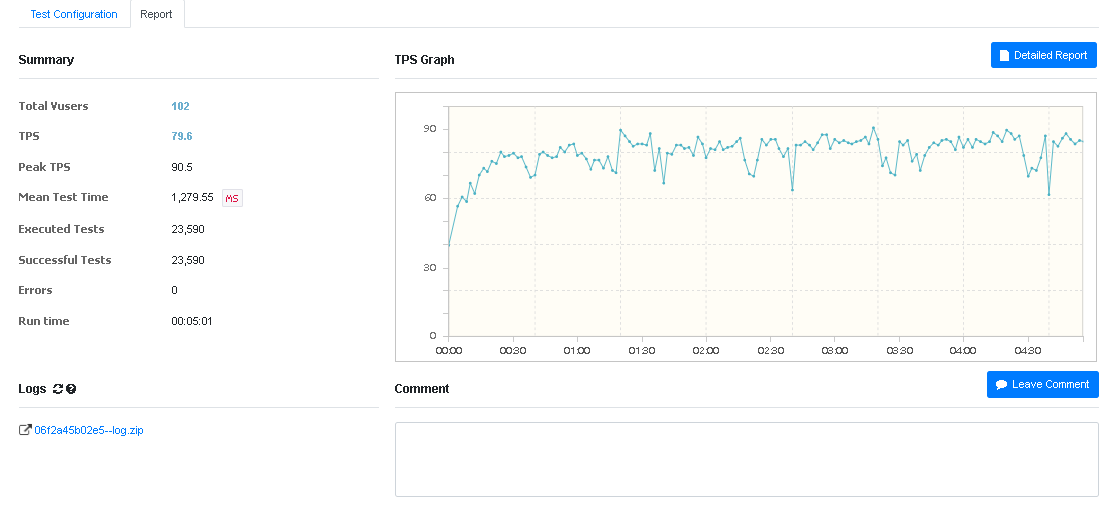 Test Configuration Report
Summary
Total Vusers 102
TPS 79.6
Peak TPS 90.5
Mean Test Time 1,279.55 MS
Executed Tests 23,590
Successful Tests 23,590
Errors 0
Run time 00:05:01
TPS Graph
Detailed Report
90
60
30
0
00:00 00:30 01:00 01:30 02:00 02:30 03:00 03:30 04:00 04:30
Logs
06f2a45b02e5--log.zip
Comment
Leave Comment